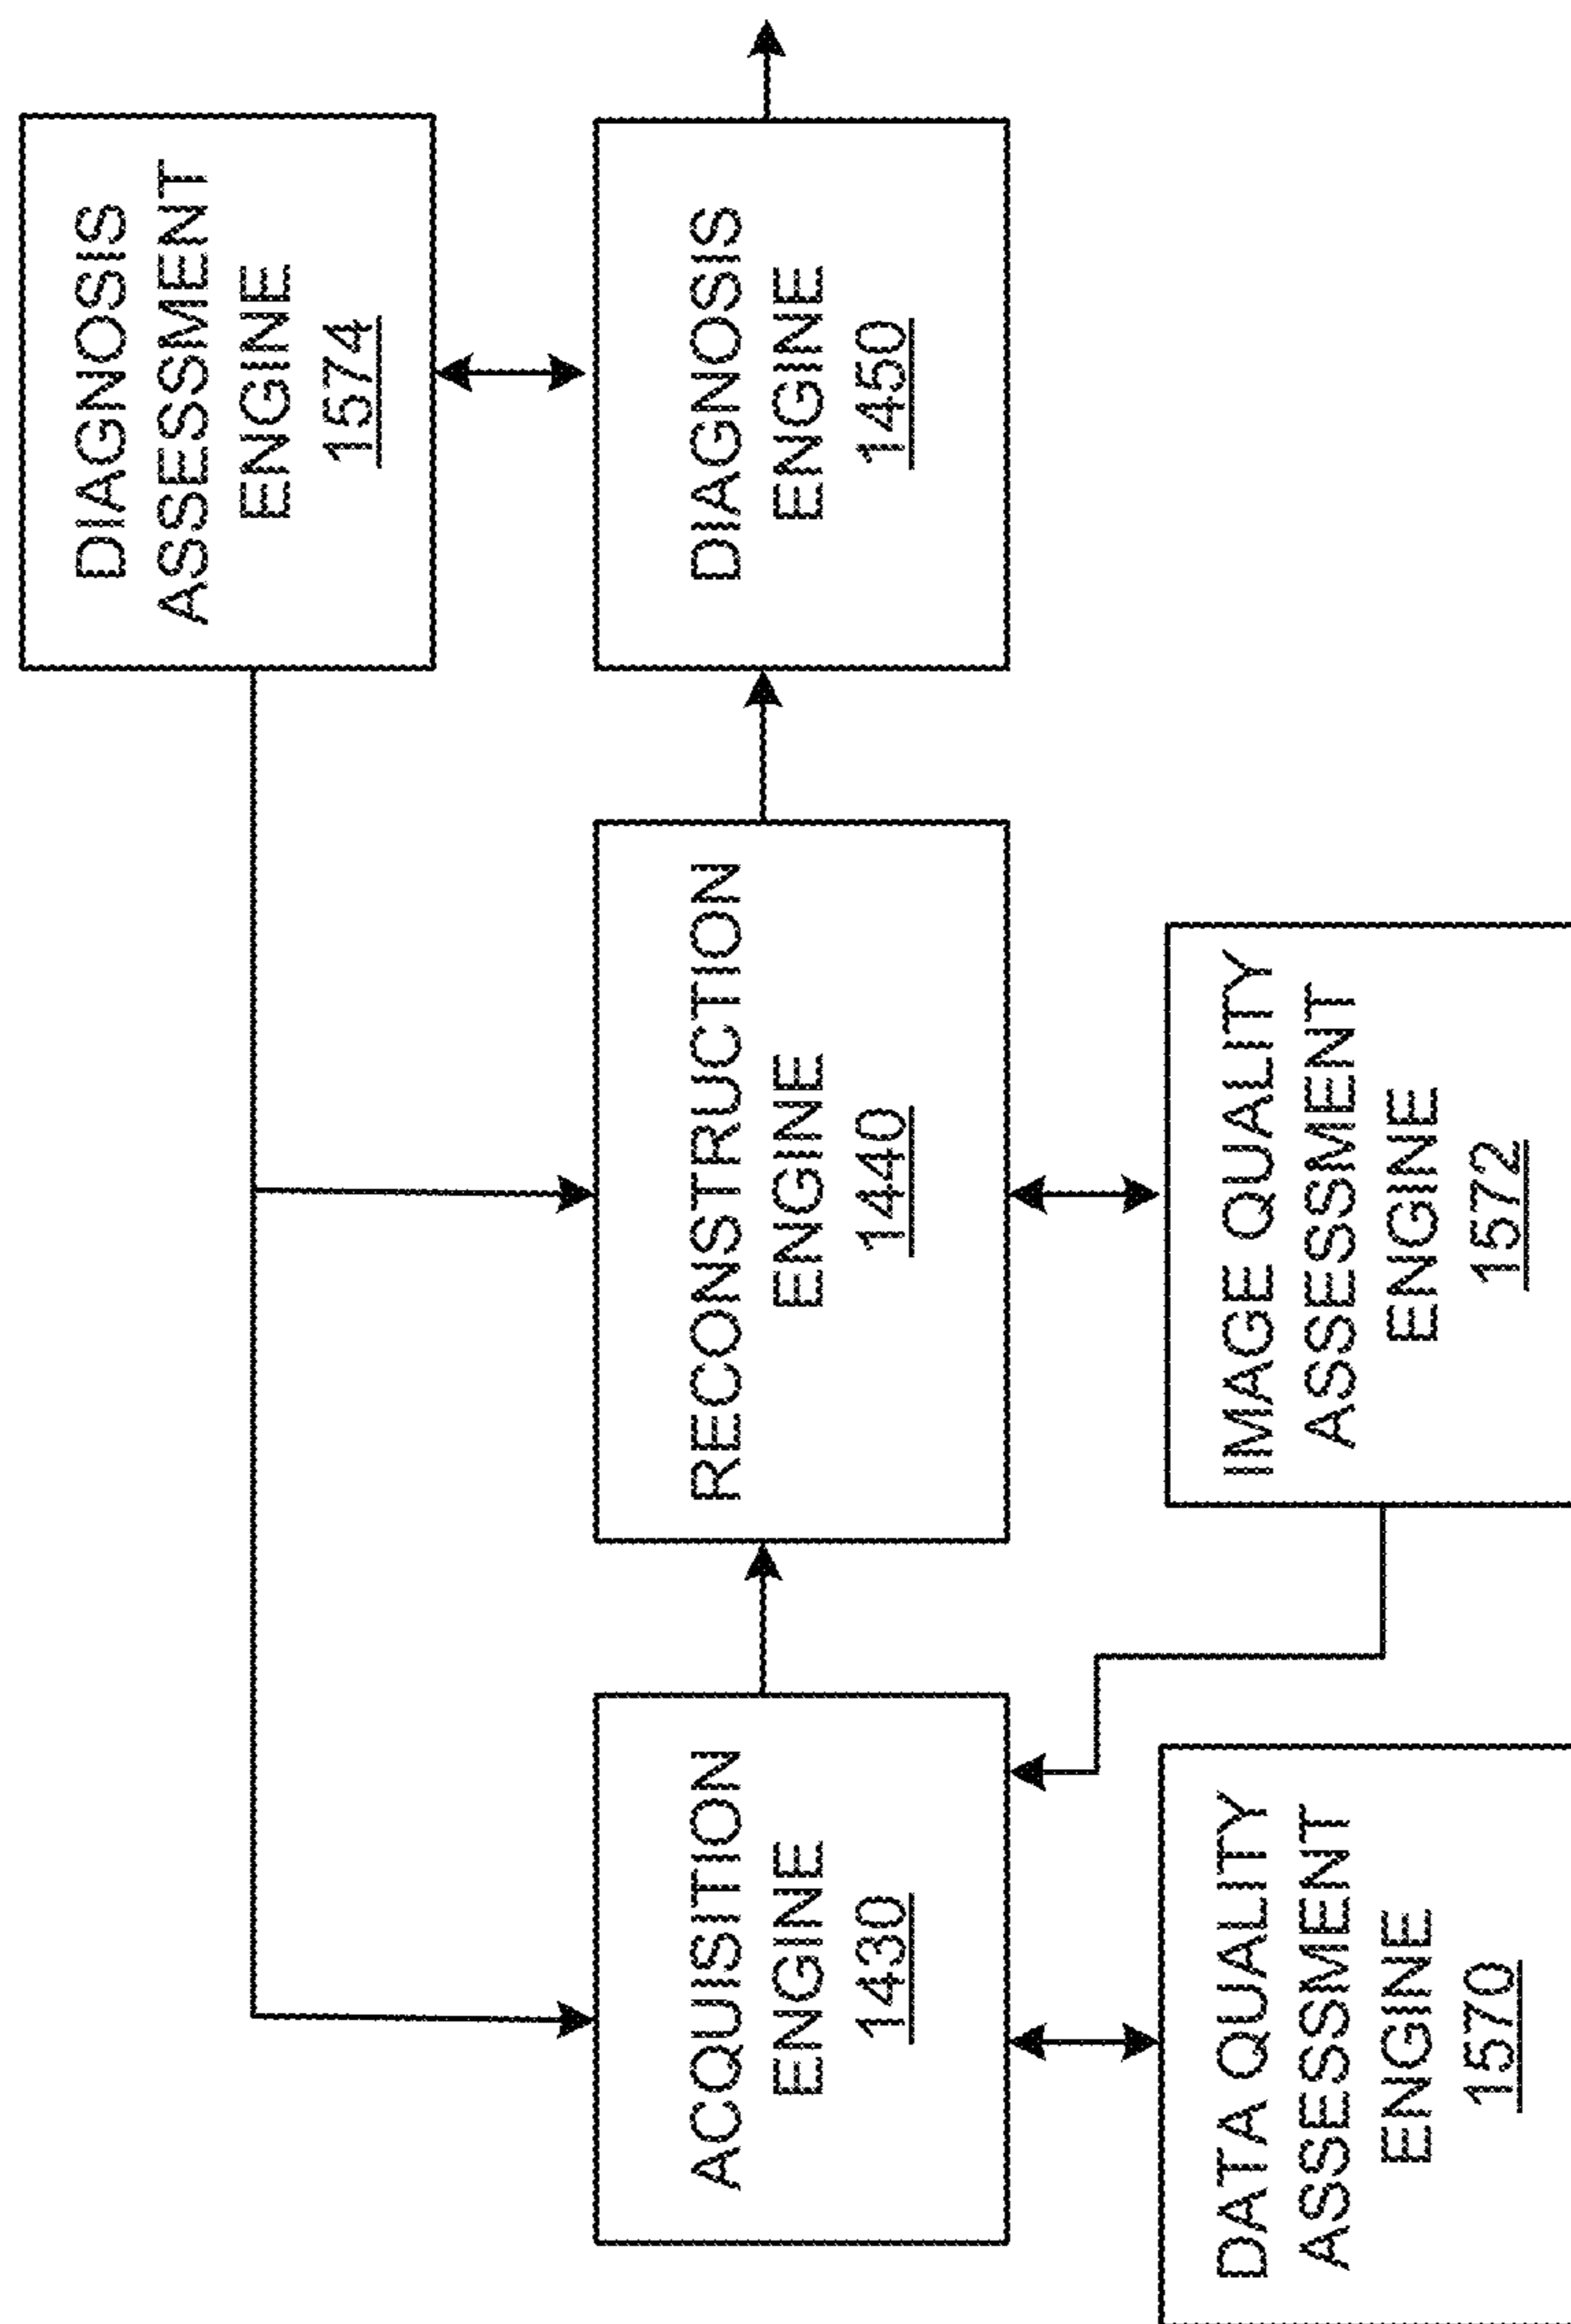 DIAGNOSIS
ASSESSMENT
ENGINE
1574
ACQUISITION
ENGINE
1430
RECONSTRUCTION
ENGINE
1440
DIAGNOSIS
ENGINE
1450
DATA QUALITY
ASSESSMENT
ENGINE
1570
IMAGE QUALITY
ASSESSMENT
ENGINE
1572